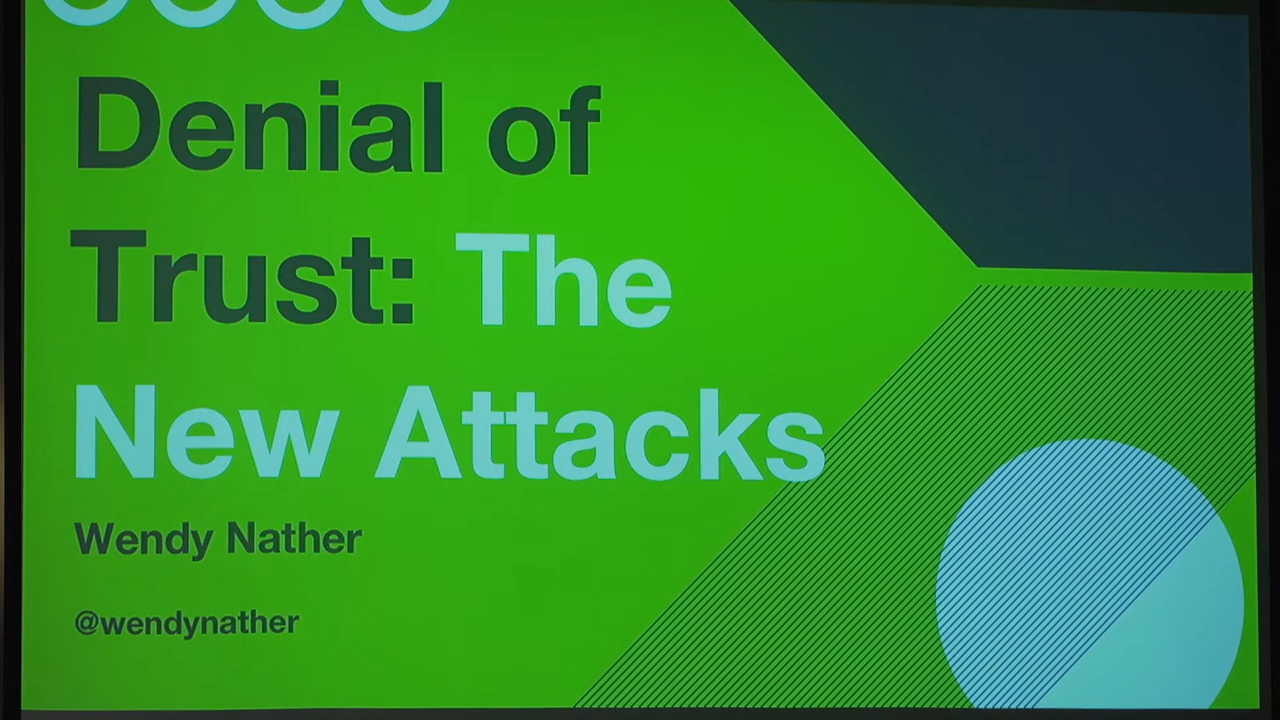 Denial of
Trust: The
New Attacks
Wendy Nather
@wendynather